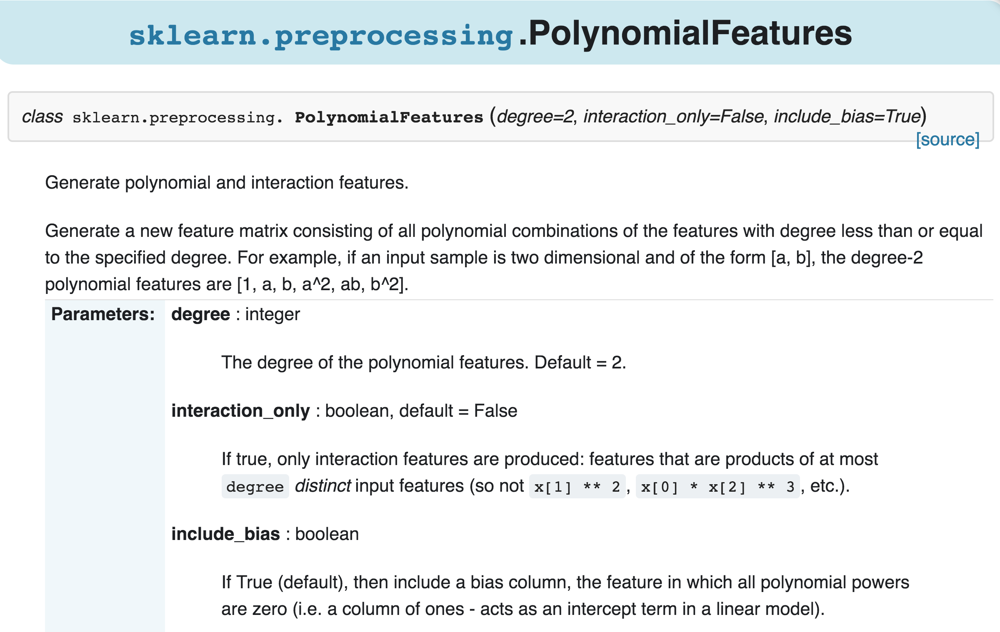 sklearn.preprocessing.PolynomialFeatures
class sklearn.preprocessing. PolynomialFeatures (degree=2, interaction_only=False, include_bias=True)
[source]
Generate polynomial and interaction features.
Generate a new feature matrix consisting of all polynomial combinations of the features with degree less than or equal
to the specified degree. For example, if an input sample is two dimensional and of the form [a, b], the degree-2
polynomial features are [1, a, b, a^2, ab, b^2].
Parameters: degree : integer
The degree of the polynomial features. Default = 2.
interaction_only : boolean, default = False
If true, only interaction features are produced: features that are products of at most
degree distinct input features (so not x[1] ** 2, x[0] * x[2] ** 3, etc.).
include_bias : boolean
If True (default), then include a bias column, the feature in which all polynomial powers
are zero (i.e. a column of ones - acts as an intercept term in a linear model).